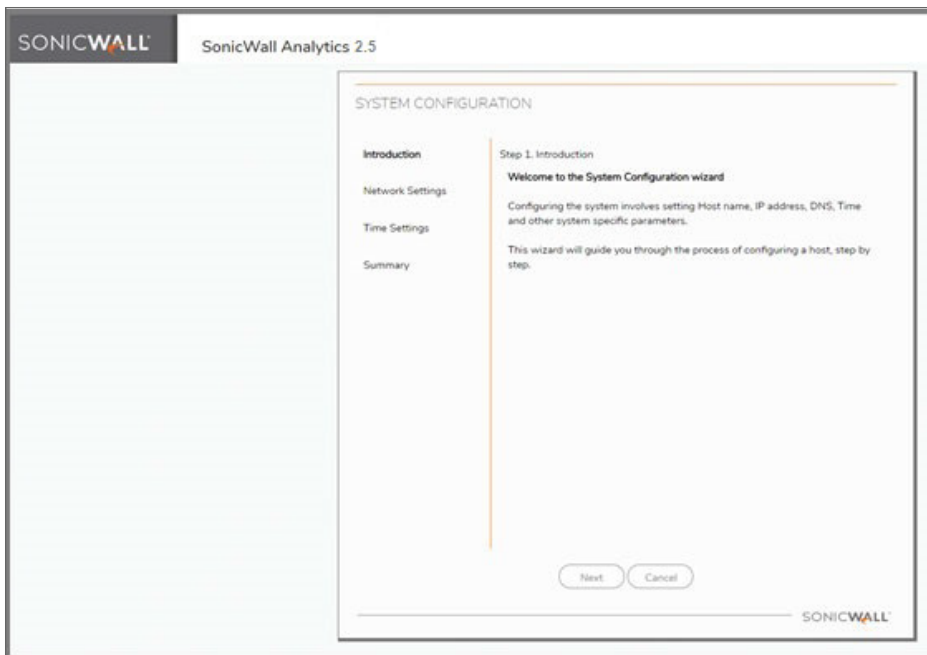 SONICWALL
SonicWall Analytics 2.5
SYSTEM CONFIGURATION
Introduction
Network Settings
Time Settings
Summary
Step 1. Introduction
Welcome to the System Configuration wizard
Configuring the system involves setting Host name, IP address, DNS, Time
and other system specific parameters.
This wizard will guide you through the process of configuring a host, step by
step.
Next
Cancel
SONICWALL